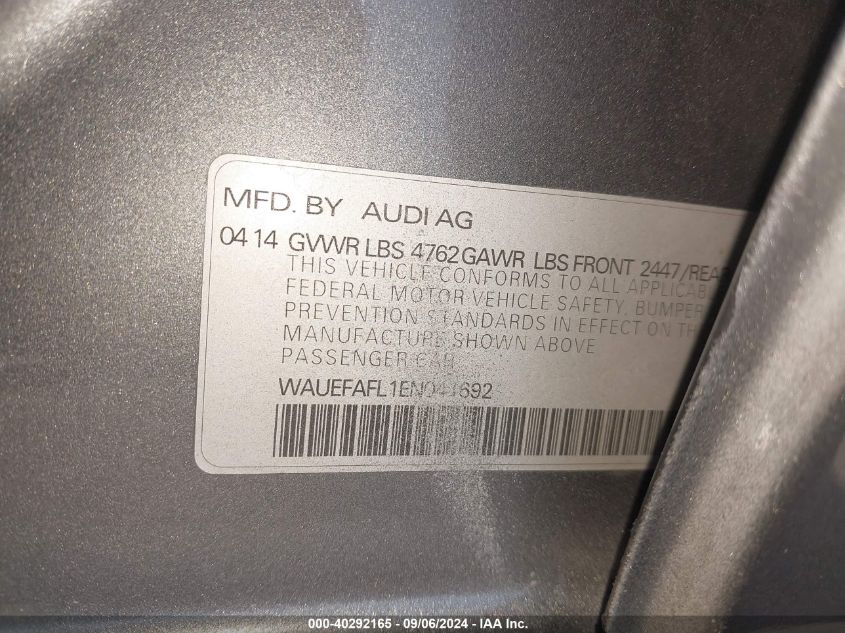 MFD. BY AUDI AG
04 14 GVWR LBS 4762 GAWR LBS FRONT 2447/REAR
THIS VEHICLE CONFORMS TO ALL APPLICAB
FEDERAL MOTOR VEHICLE SAFETY, BUMPER
PREVENTION STANDARDS IN EFFECT ON TH
MANUFACTURE SHOWN ABOVE
PASSENGER CAR
000-40292165 - 09/06/2024 - IAA Inc.